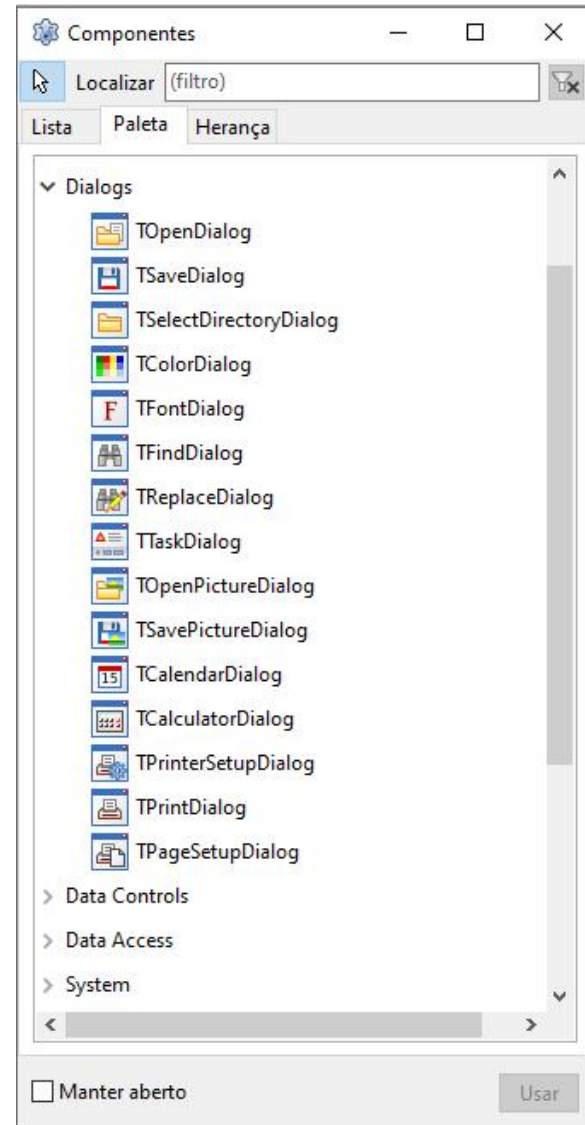 Componentes
Localizar (filtro)
Lista Paleta Herança
Dialogs
TOpenDialog
TSaveDialog
TSelectDirectoryDialog
TColorDialog
F TFontDialog
TFindDialog
TReplaceDialog
TTaskDialog
TOpenPictureDialog
TSavePictureDialog
15 TCalendarDialog
TCalculatorDialog
TPrinterSetupDialog
TPrintDialog
TPageSetupDialog
Data Controls
Data Access
System
Manter aberto Usar